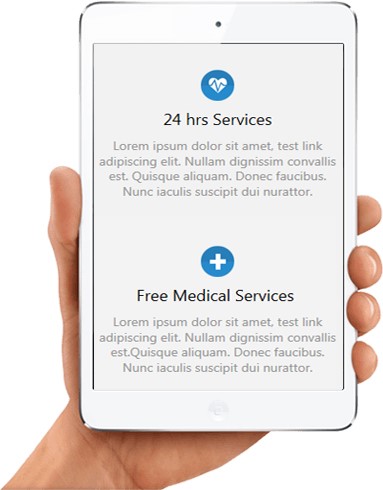 24 hrs Services
Lorem ipsum dolor sit amet, test link
adipiscing elit. Nullam dignissim convallis
est. Quisque aliquam. Donec faucibus.
Nunc iaculis suscipit dui nurattor.
Free Medical Services
Lorem ipsum dolor sit amet, test link
adipiscing elit. Nullam dignissim convallis
est.Quisque aliquam. Donec faucibus.
Nunc iaculis suscipit dui nurattor.